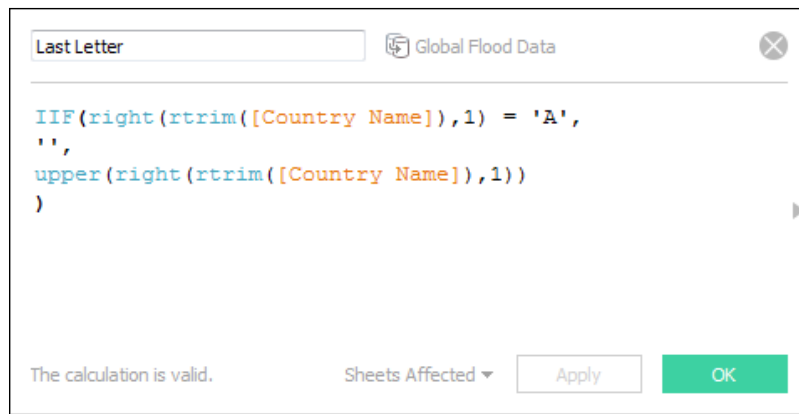 Last Letter Global Flood Data
IIF(right(rtrim([Country Name]),1) = 'A',
'',
upper(right(rtrim([Country Name]),1))
)
The calculation is valid. Sheets Affected Apply OK